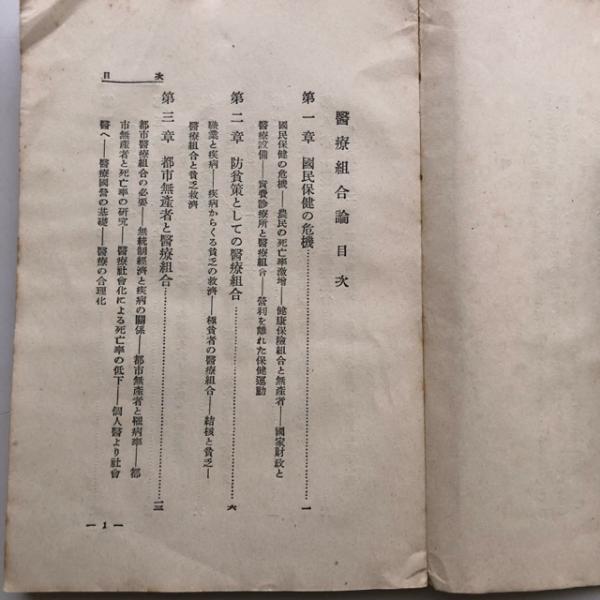 醫療組合論 目次
第一章 國民保健の危機……一
國民保健の危機——農民の死亡率激增——健康保險組合と無產者——國家財政と
醫療設備——實費診療所と醫療組合——營利を離れた保健運動
第二章 防貧策としての醫療組合……六
職業と疾病——疾病からくる貧乏の救濟——極貧者の醫療組合——結核と貧乏—
醫療組合と貧乏救濟
第三章 都市無產者と醫療組合……三
都市醫療組合の必要——無統制經濟と疾病の關係——都市無產者と罹病率——都
市無產者と死亡率の硏究——醫療社會化による死亡率の低下——個人醫より社會
醫へ——醫療國營の基礎——醫療の合理化
目次
— 1 —